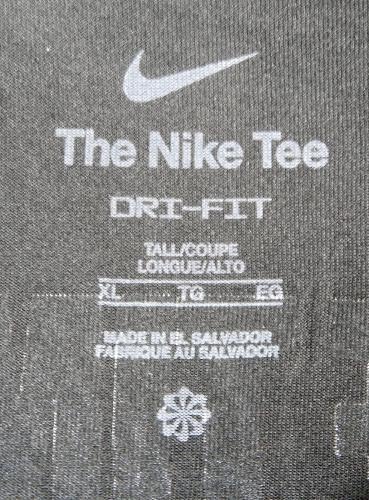 The Nike Tee
DRI-FIT
TALL/COUPE
LONGUE/ALTO
XL TG EG
MADE IN EL SALVADOR
FABRIQUE AU SALVADOR